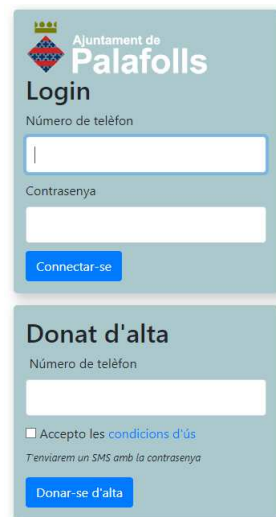 Ajuntament de
Palafolls
Login
Número de telèfon
Contrasenya
Connectar-se
Donat d'alta
Número de telèfon
Accepto les condicions d'ús
T'enviarem un SMS amb la contrasenya
Donar-se d'alta